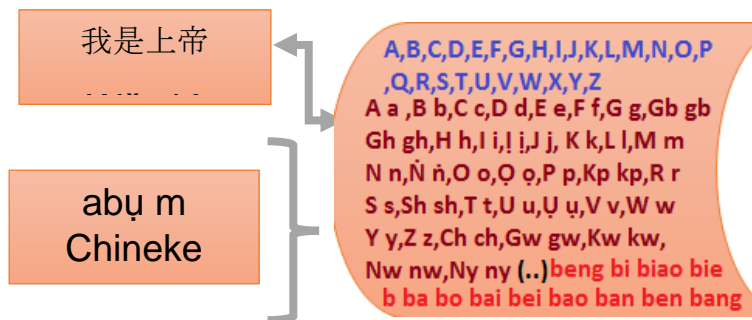 我是上帝
abụ m
Chineke
A,B,C,D,E,F,G,H,I,J,K,L,M,N,O,P
,Q,R,S,T,U,V,W,X,Y,Z
A a ,B b,C c,D d,E e,F f,G g,Gb gb
Gh gh,H h,I i,Ị ị,J j, K k,L l,M m
N n,Ṅ ṅ,O o,Ọ ọ,P p,Kp kp,R r
S s,Sh sh,T t,U u,Ụ ụ,V v,W w
Y y,Z z,Ch ch,Gw gw,Kw kw,
Nw nw,Ny ny (..) beng bi biao bie
b ba bo bai bei bao ban ben bang